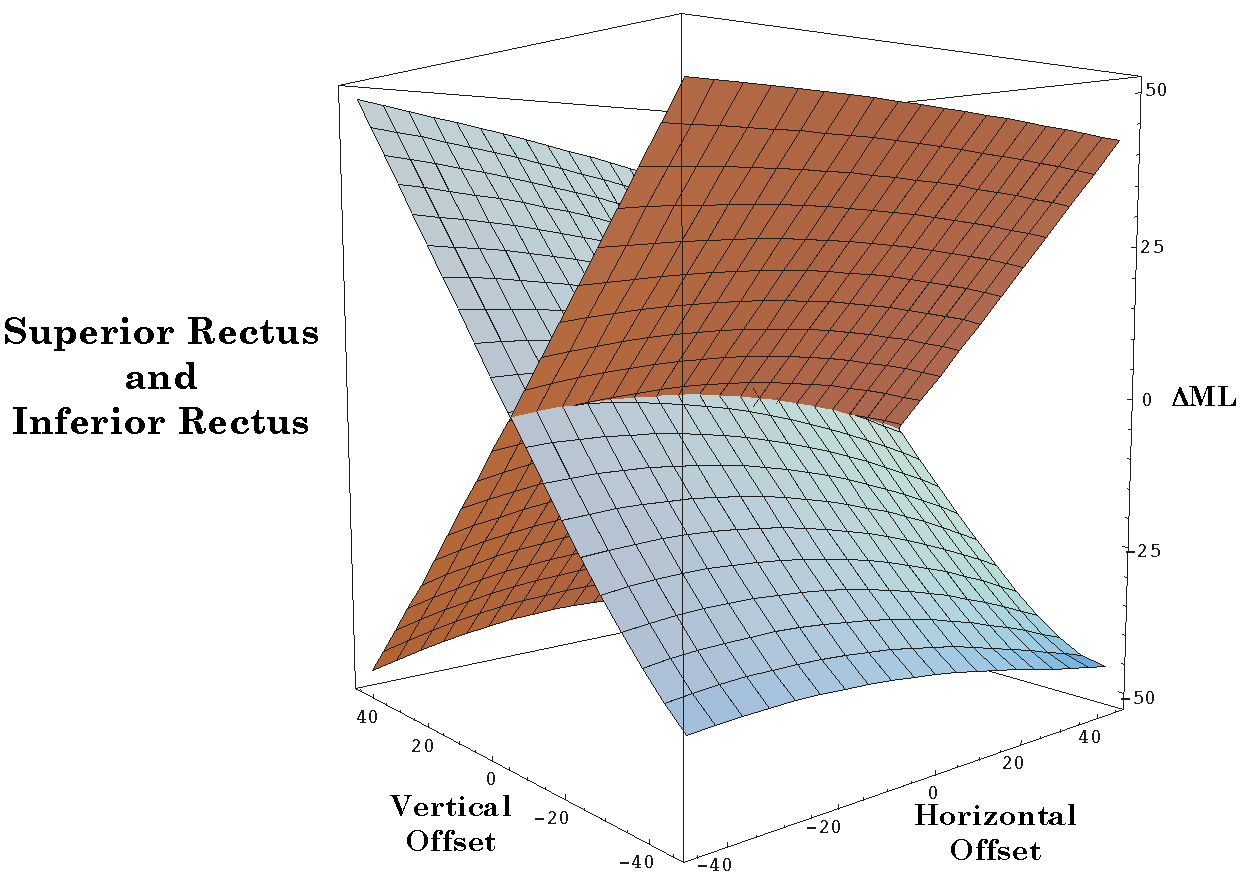 Superior Rectus
and
Inferior Rectus
50
25
0
ΔML
-25
-50
40
20
0
-20
-40
Vertical
Offset
-40
-20
0
20
40
Horizontal
Offset